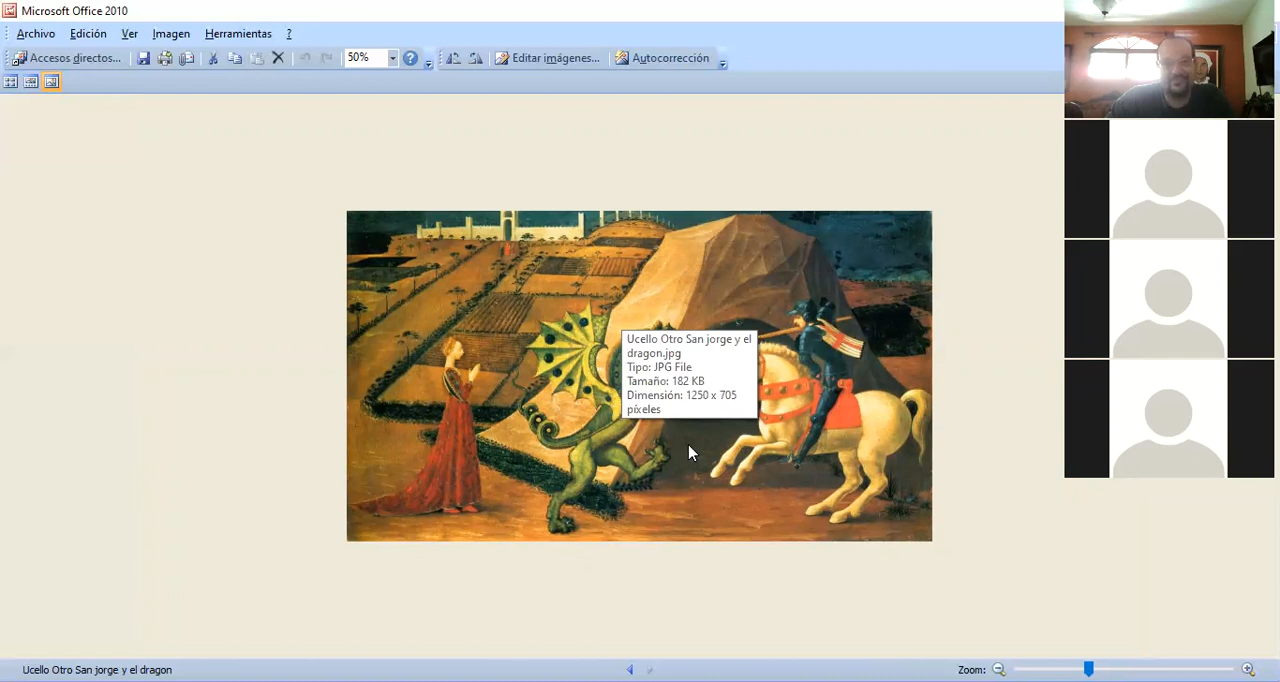 Microsoft Office 2010
Archivo Edición Ver Imagen Herramientas ?
Accesos directos... 50% Editar imágenes... Autocorrección
Ucello Otro San jorge y el
dragon.jpg
Tipo: JPG File
Tamaño: 182 KB
Dimensión: 1250 x 705
píxeles
Ucello Otro San jorge y el dragon Zoom: